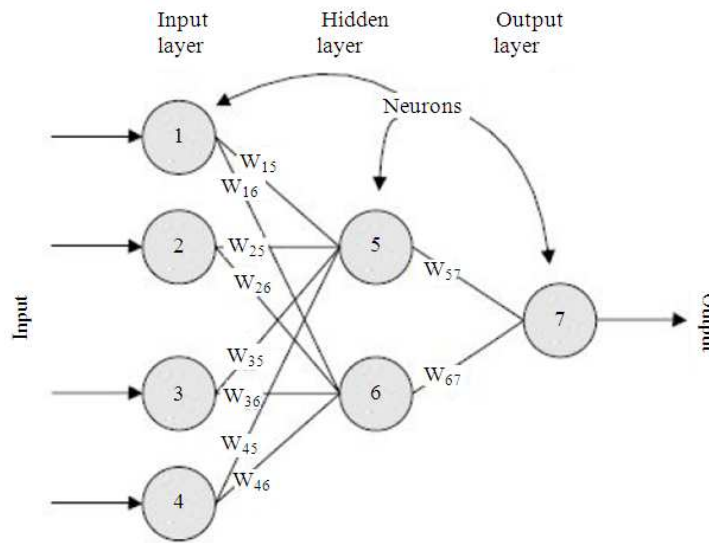 Input
layer
Hidden
layer
Output
layer
Neurons
1
W15
W16
2
W25
W26
5
W57
7
Input
Output
W35
3
W36
6
W67
W45
W46
4